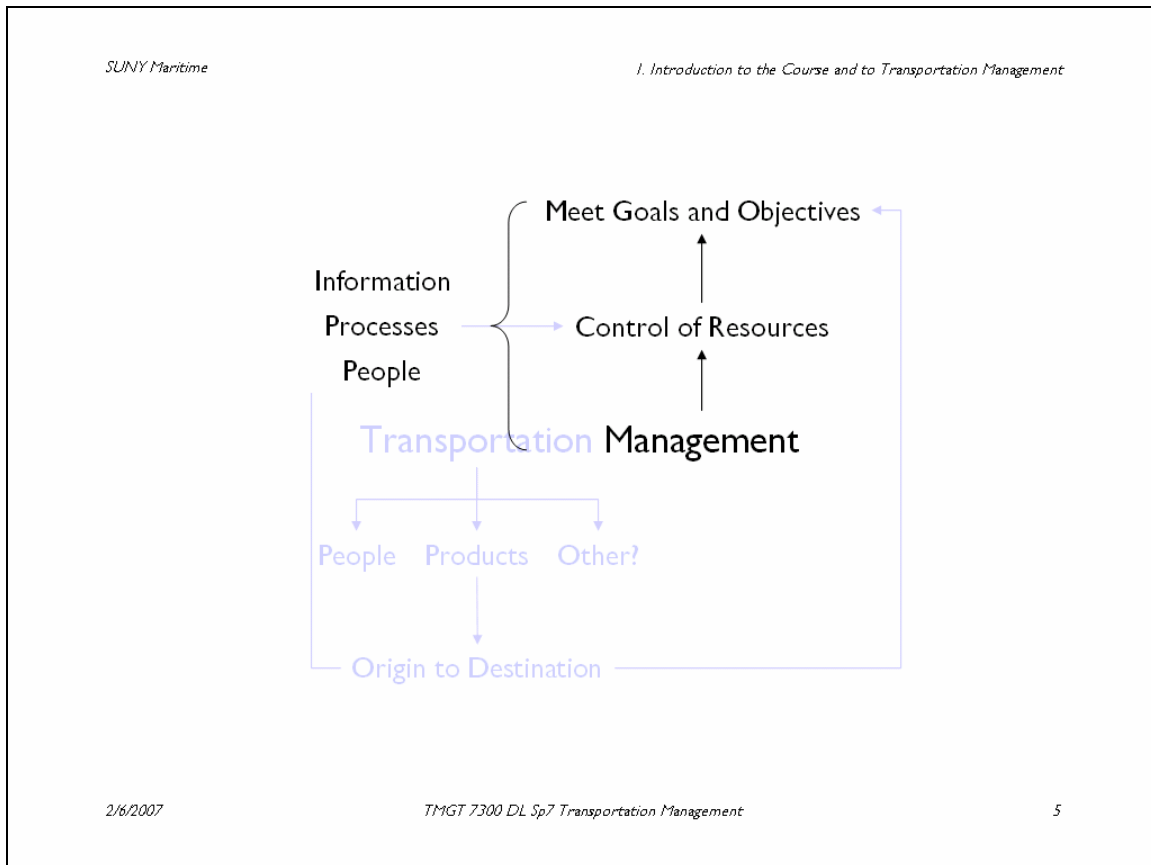 SUNY Maritime
1. Introduction to the Course and to Transportation Management
Meet Goals and Objectives
Information
Processes
People
Control of Resources
Transportation Management
People Products Other?
Origin to Destination
2/6/2007
TMGT 7300 DL Sp7 Transportation Management
5